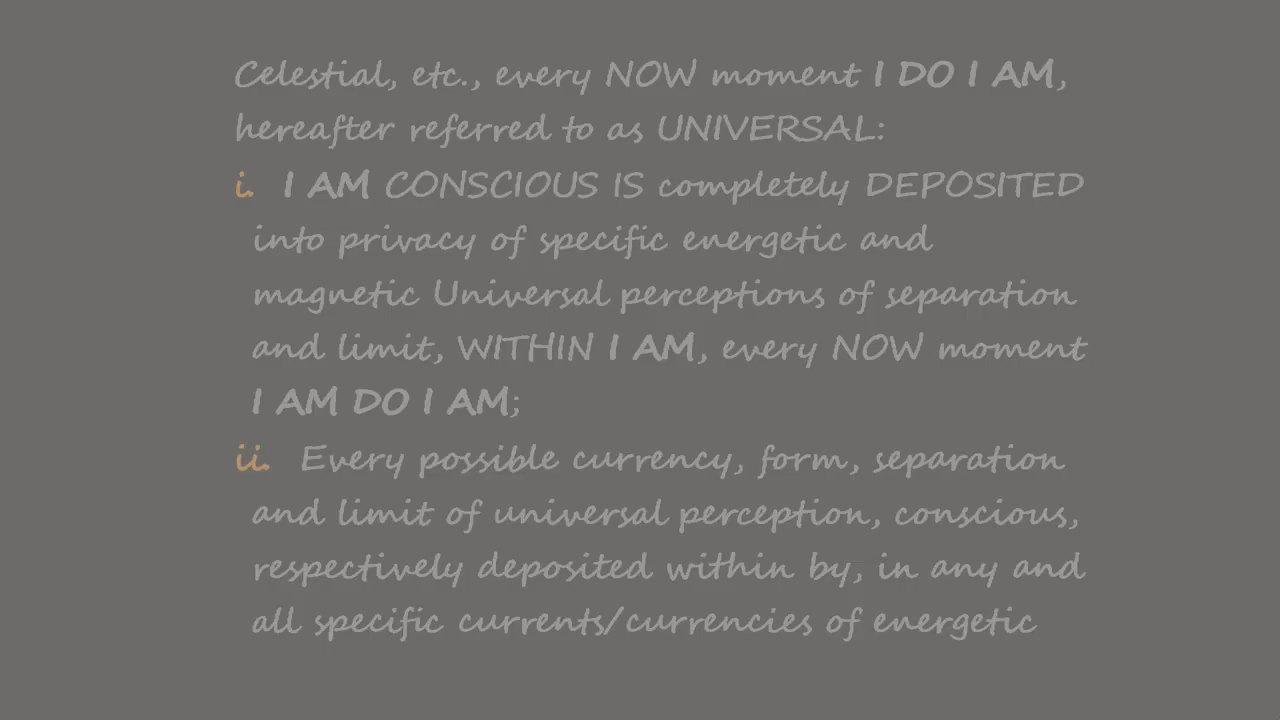 Celestial, etc., every NOW moment I DO I AM,
hereafter referred to as UNIVERSAL:
i. I AM CONSCIOUS IS completely DEPOSITED
into privacy of specific energetic and
magnetic Universal perceptions of separation
and limit, WITHIN I AM, every NOW moment
I AM DO I AM;
ii. Every possible currency, form, separation
and limit of universal perception, conscious,
respectively deposited within by, in any and
all specific currents/currencies of energetic